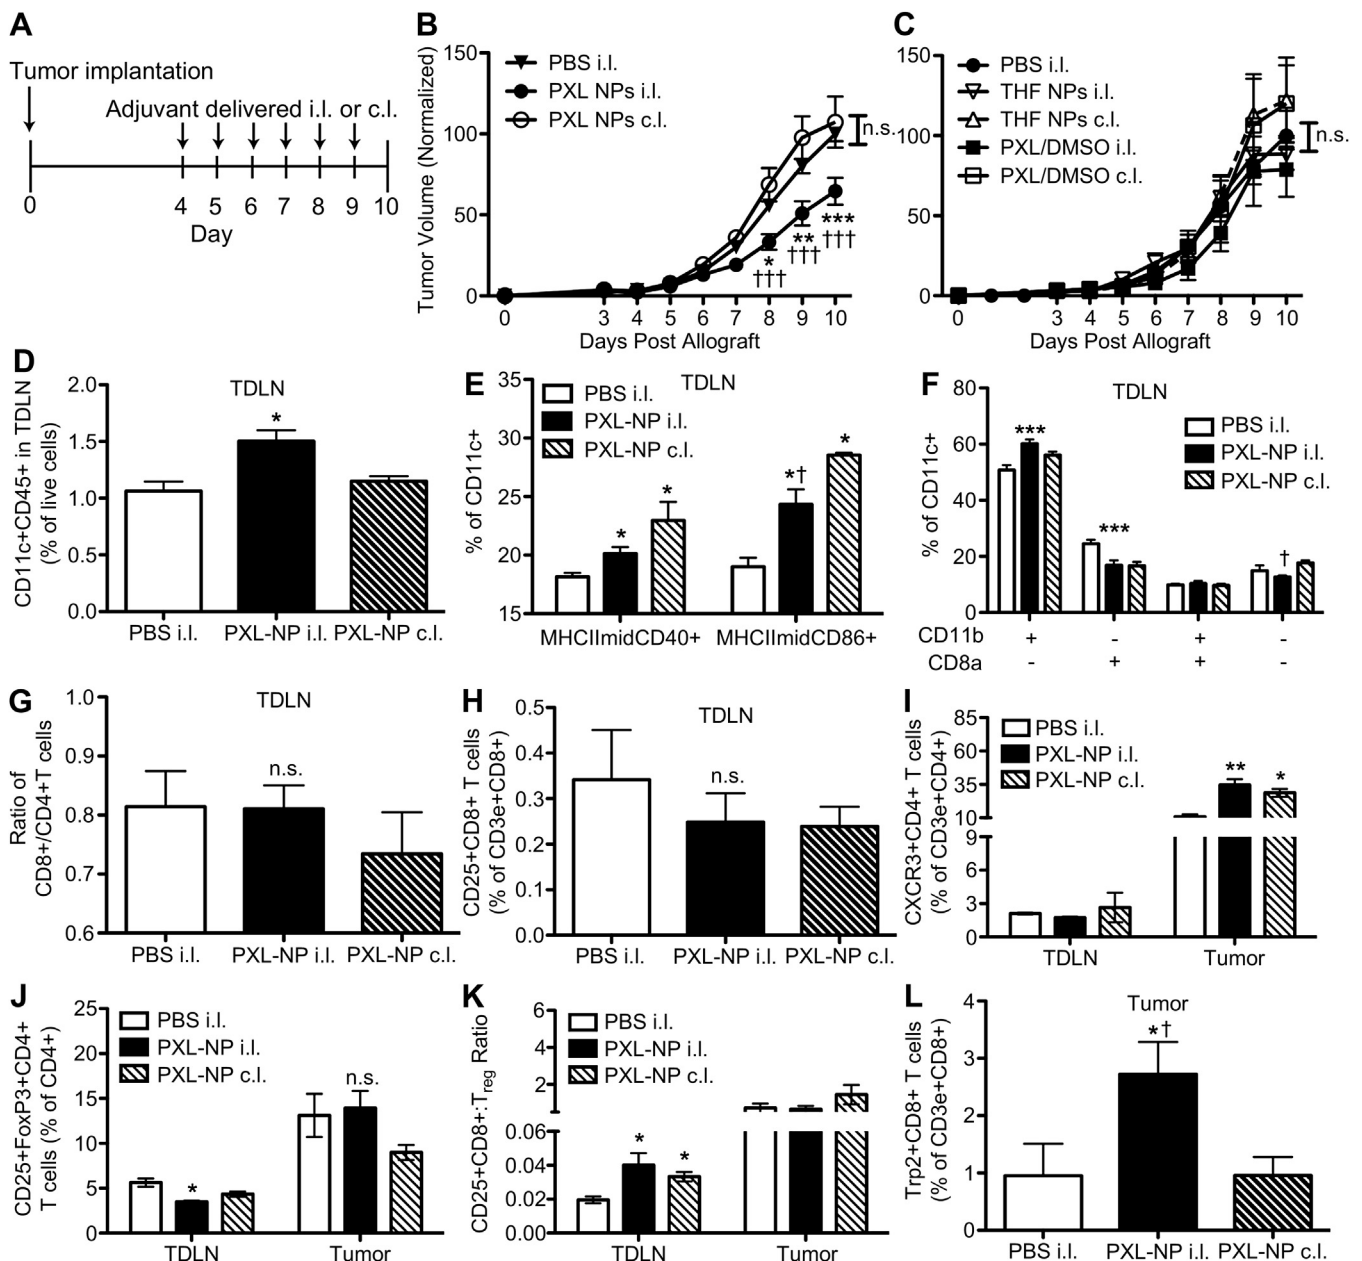 A
Tumor implantation
Adjuvant delivered i.l. or c.l.
0 4 5 6 7 8 9 10
Day
B
Tumor Volume (Normalized)
150
100
50
0
PBS i.l.
PXL NPs i.l.
PXL NPs c.l.
n.s.
*
†††
**
†††
***
†††
0 3 4 5 6 7 8 9 10
Days Post Allograft
C
150
100
50
0
PBS i.l.
THF NPs i.l.
THF NPs c.l.
PXL/DMSO i.l.
PXL/DMSO c.l.
n.s.
0 3 4 5 6 7 8 9 10
Days Post Allograft
D
TDLN
CD11c+CD45+ in TDLN
(% of live cells)
2.0
1.5
1.0
0.5
0.0
*
PBS i.l. PXL-NP i.l. PXL-NP c.l.
E
TDLN
% of CD11c+
35
30
25
20
15
PBS i.l.
PXL-NP i.l.
PXL-NP c.l.
* * *† *
MHCIImidCD40+ MHCIImidCD86+
F
TDLN
% of CD11c+
80
60
40
20
0
PBS i.l.
PXL-NP i.l.
PXL-NP c.l.
*** *** †
CD11b + - + -
CD8a - + + -
G
TDLN
Ratio of
CD8+/CD4+T cells
1.0
0.9
0.8
0.7
0.6
n.s.
PBS i.l. PXL-NP i.l. PXL-NP c.l.
H
TDLN
CD25+CD8+ T cells
(% of CD3e+CD8+)
0.5
0.4
0.3
0.2
0.1
0.0
n.s.
PBS i.l. PXL-NP i.l. PXL-NP c.l.
I
CXCR3+CD4+ T cells
(% of CD3e+CD4+)
85
60
35
10
9
6
3
0
PBS i.l.
PXL-NP i.l.
PXL-NP c.l.
** *
TDLN Tumor
J
CD25+FoxP3+CD4+
T cells (% of CD4+)
25
20
15
10
5
0
PBS i.l.
PXL-NP i.l.
PXL-NP c.l.
* n.s.
TDLN Tumor
K
CD25+CD8+:Treg Ratio
6
4
2
0.06
0.04
0.02
0.00
PBS i.l.
PXL-NP i.l.
PXL-NP c.l.
* *
TDLN Tumor
L
Tumor
Trp2+CD8+ T cells
(% of CD3e+CD8+)
4
3
2
1
0
*†
PBS i.l. PXL-NP i.l. PXL-NP c.l.